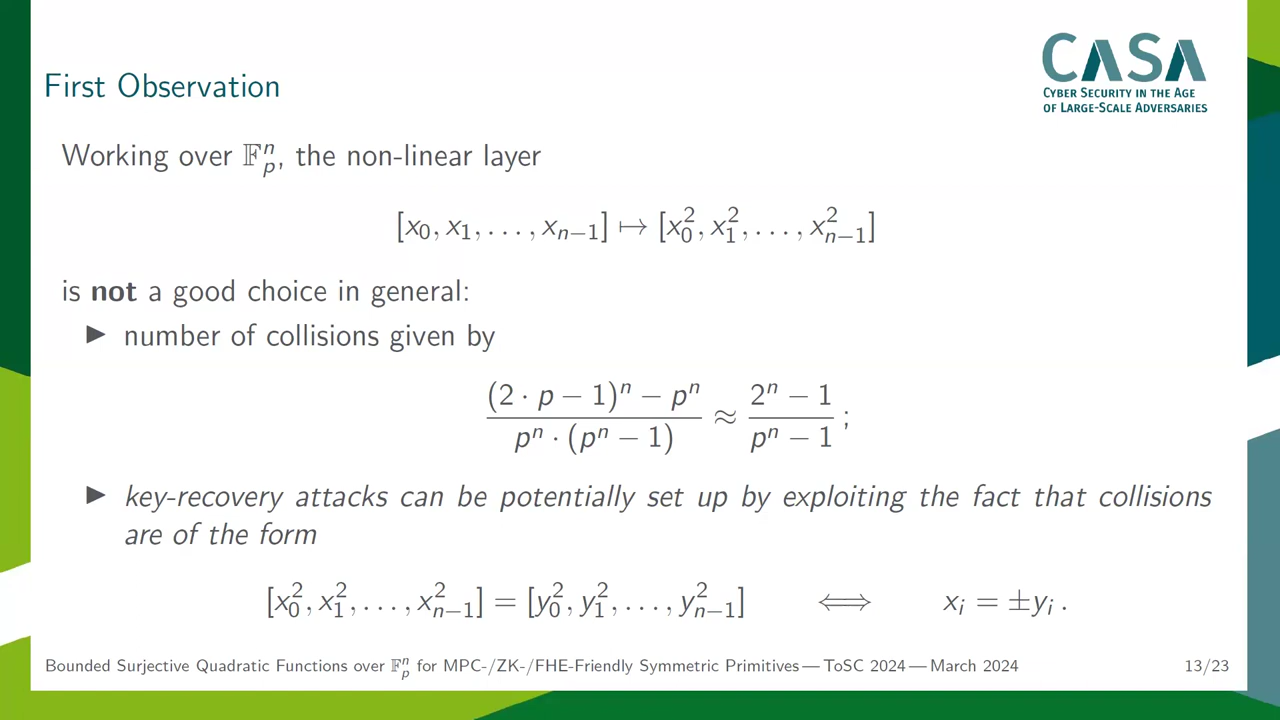 CASA
CYBER SECURITY IN THE AGE
OF LARGE-SCALE ADVERSARIES
First Observation
Working over 𝔽ₚⁿ, the non-linear layer
[x₀, x₁, . . . , xₙ₋₁] ↦ [x₀², x₁², . . . , xₙ₋₁²]
is not a good choice in general:
▶ number of collisions given by
((2 · p − 1)ⁿ − pⁿ) / (pⁿ · (pⁿ − 1)) ≈ (2ⁿ − 1) / (pⁿ − 1) ;
▶ key-recovery attacks can be potentially set up by exploiting the fact that collisions
are of the form
[x₀², x₁², . . . , xₙ₋₁²] = [y₀², y₁², . . . , yₙ₋₁²] ⟺ xᵢ = ±yᵢ .
Bounded Surjective Quadratic Functions over 𝔽ₚⁿ for MPC-/ZK-/FHE-Friendly Symmetric Primitives — ToSC 2024 — March 2024 13/23